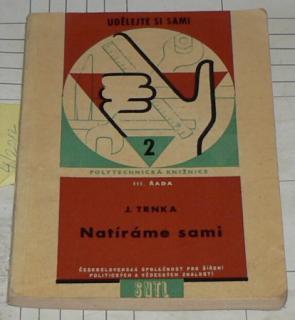 UDĚLEJTE SI SAMI
2
POLYTECHNICKÁ KNIŽNICE
III. ŘADA
J. TRNKA
Natíráme sami
ČESKOSLOVENSKÁ SPOLEČNOST PRO ŠÍŘENÍ
POLITICKÝCH A VĚDECKÝCH ZNALOSTÍ
SNTL